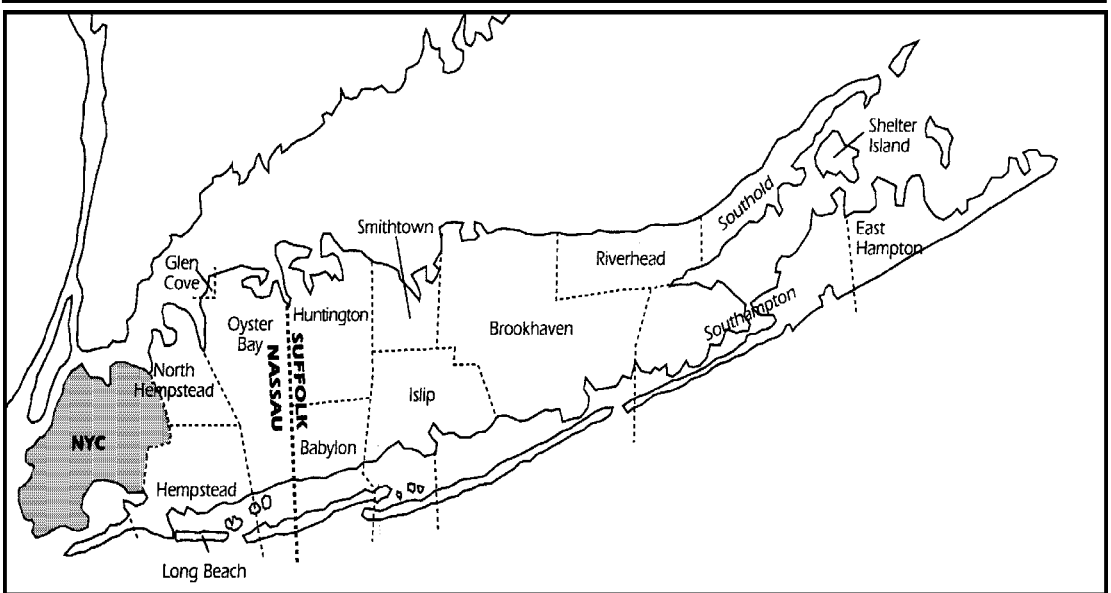 Shelter
Island
Southold
Smithtown
East
Hampton
Riverhead
Glen
Cove
Huntington
Southampton
Oyster
Bay
Brookhaven
SUFFOLK
NASSAU
North
Hempstead
Islip
NYC
Babylon
Hempstead
Long Beach